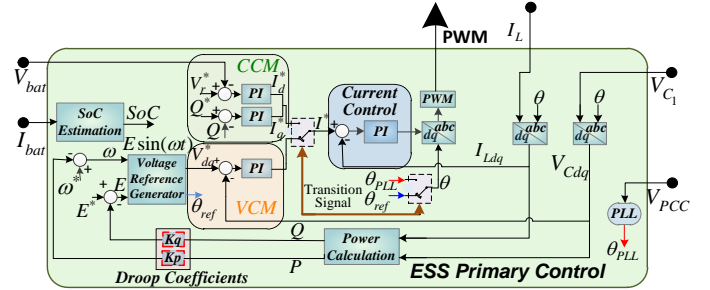 PWM
I_L
V_bat
CCM
V_r^*
I_d^*
PI
Q^*
PI
Q
I_q^*
I^*
Current
Control
PI
PWM
dq abc
θ
dq abc
θ
dq abc
V_C1
I_bat
SoC
Estimation
SoC
ω
E sin(ωt)
V_dq^*
ω^*
Voltage
Reference
Generator
PI
VCM
θ_ref
E^*
E
Transition
Signal
θ_PLL
θ_ref
θ
I_Ldq
V_Cdq
V_PCC
PLL
θ_PLL
Kq
Kp
Droop Coefficients
Q
P
Power
Calculation
ESS Primary Control